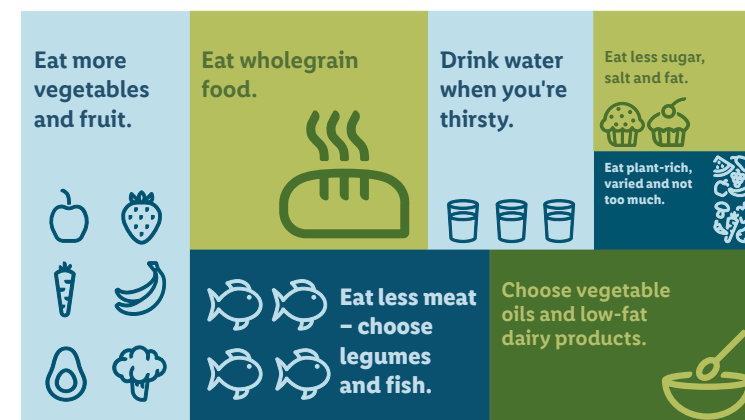 Eat more
vegetables
and fruit.
Eat wholegrain
food.
Drink water
when you're
thirsty.
Eat less sugar,
salt and fat.
Eat plant-rich,
varied and not
too much.
Eat less meat
– choose
legumes
and fish.
Choose vegetable
oils and low-fat
dairy products.